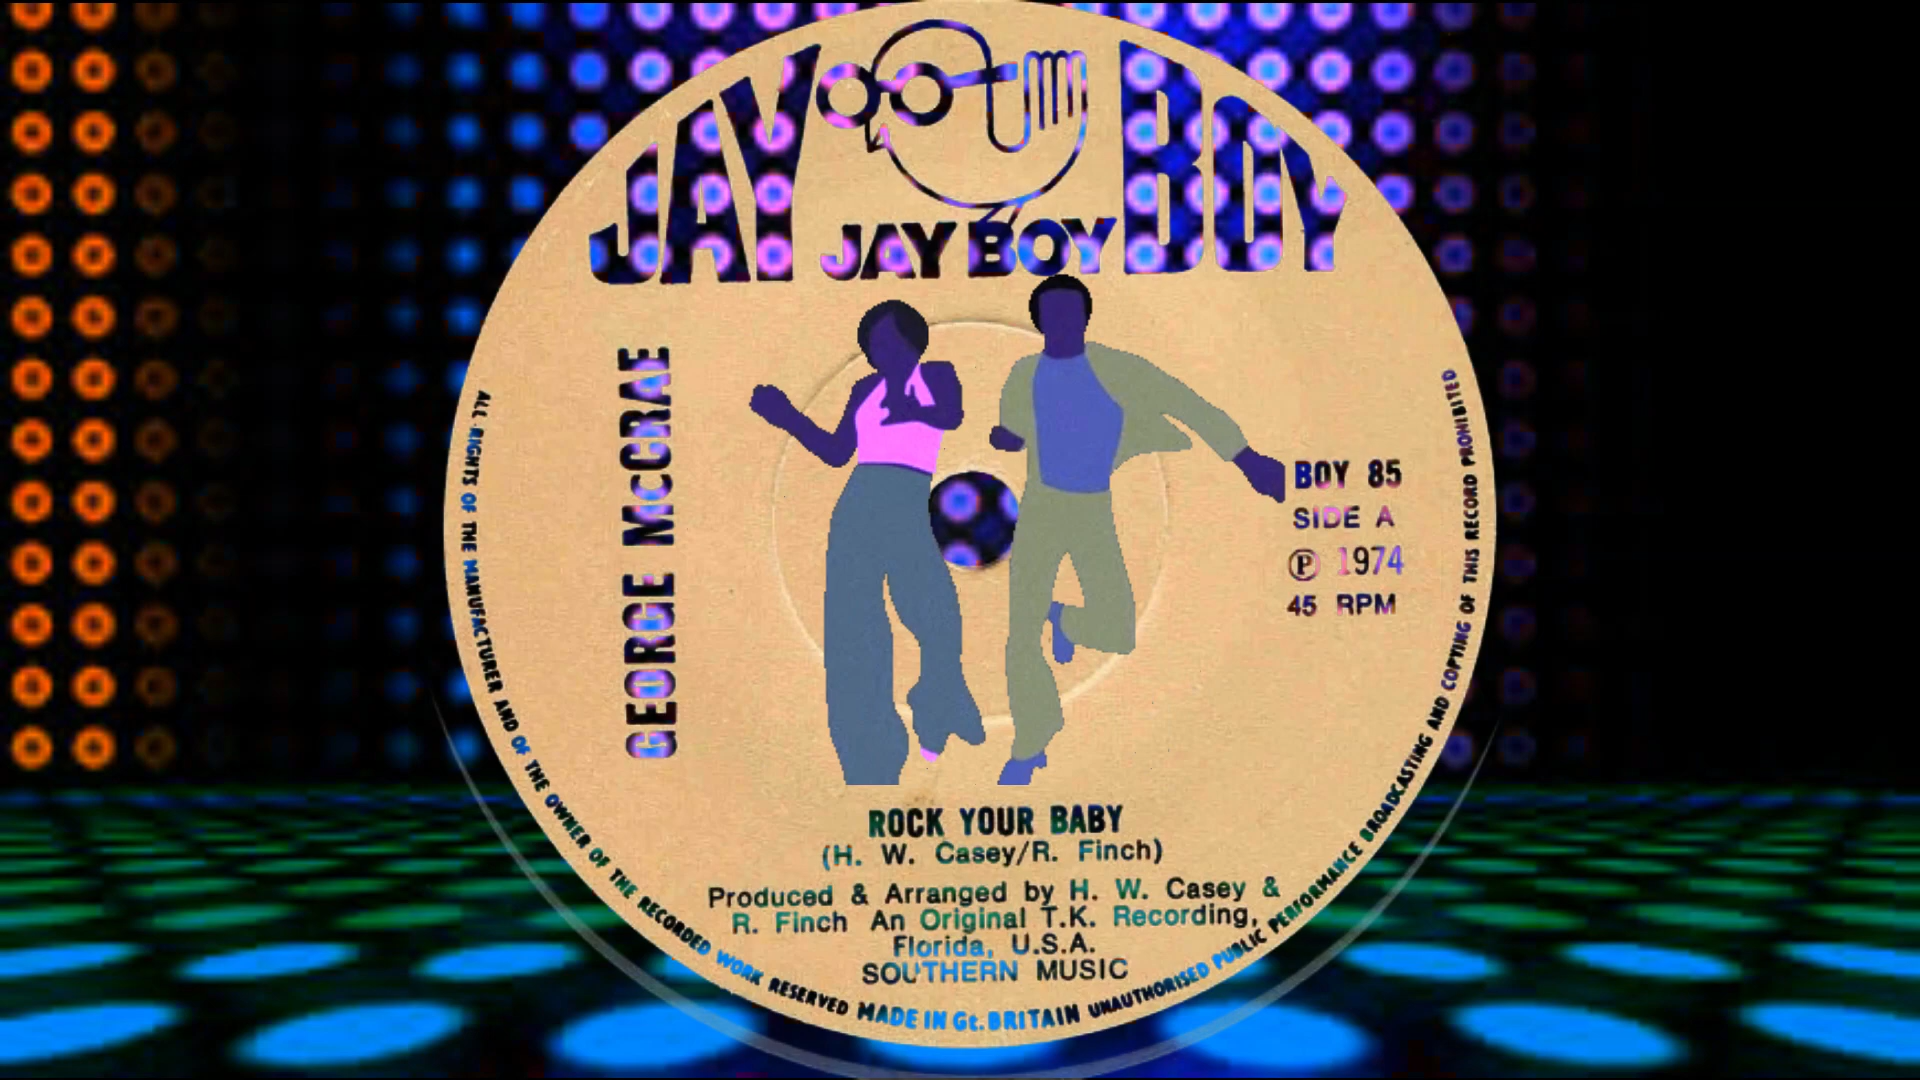 JAY BOY
JAY BOY
GEORGE McCRAE
BOY 85
SIDE A
Ⓟ 1974
45 RPM
ROCK YOUR BABY
(H. W. Casey/R. Finch)
Produced & Arranged by H. W. Casey &
R. Finch An Original T.K. Recording,
Florida, U.S.A.
SOUTHERN MUSIC
ALL RIGHTS OF THE MANUFACTURER AND OF THE OWNER OF THE RECORDED WORK RESERVED MADE IN Gt. BRITAIN UNAUTHORISED PUBLIC PERFORMANCE BROADCASTING AND COPYING OF THIS RECORD PROHIBITED